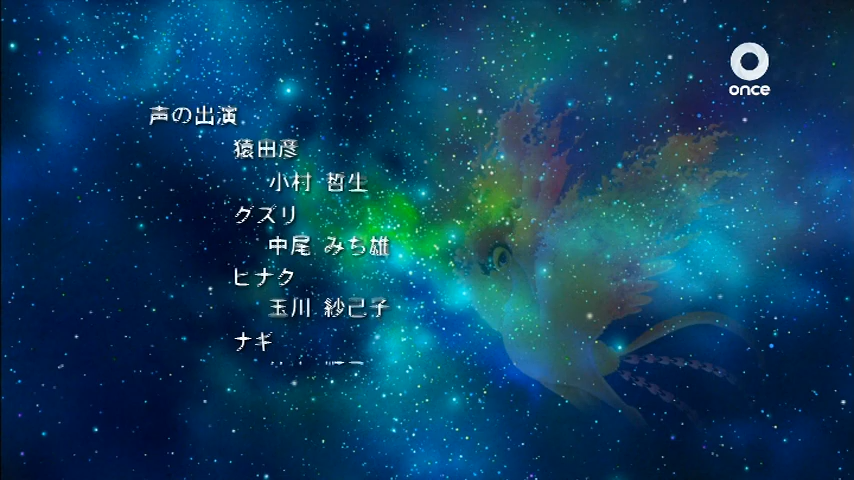 once
声の出演
猿田彦
小村 哲生
グズリ
中尾 みち雄
ヒナク
玉川 紗己子
ナギ